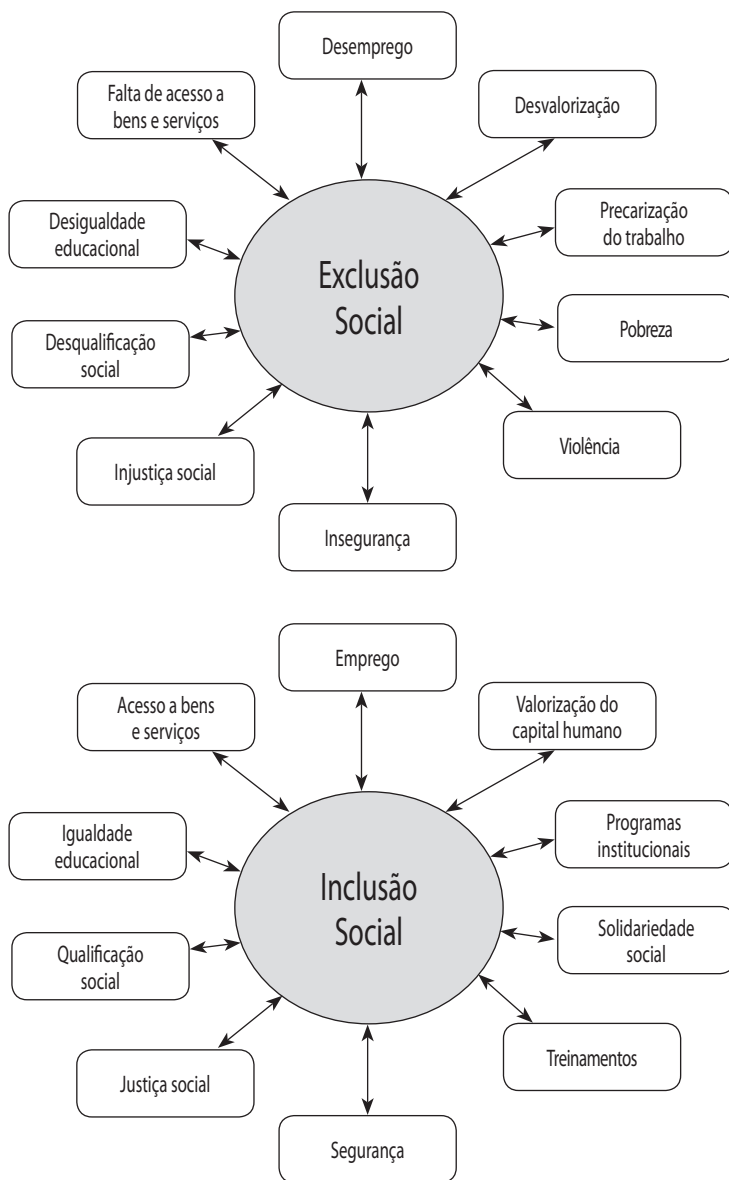 Desemprego
Falta de acesso a
bens e serviços
Desvalorização
Desigualdade
educacional
Precarização
do trabalho
Exclusão
Social
Desqualificação
social
Pobreza
Injustiça social
Violência
Insegurança
Emprego
Acesso a bens
e serviços
Valorização do
capital humano
Igualdade
educacional
Programas
institucionais
Inclusão
Social
Qualificação
social
Solidariedade
social
Justiça social
Treinamentos
Segurança